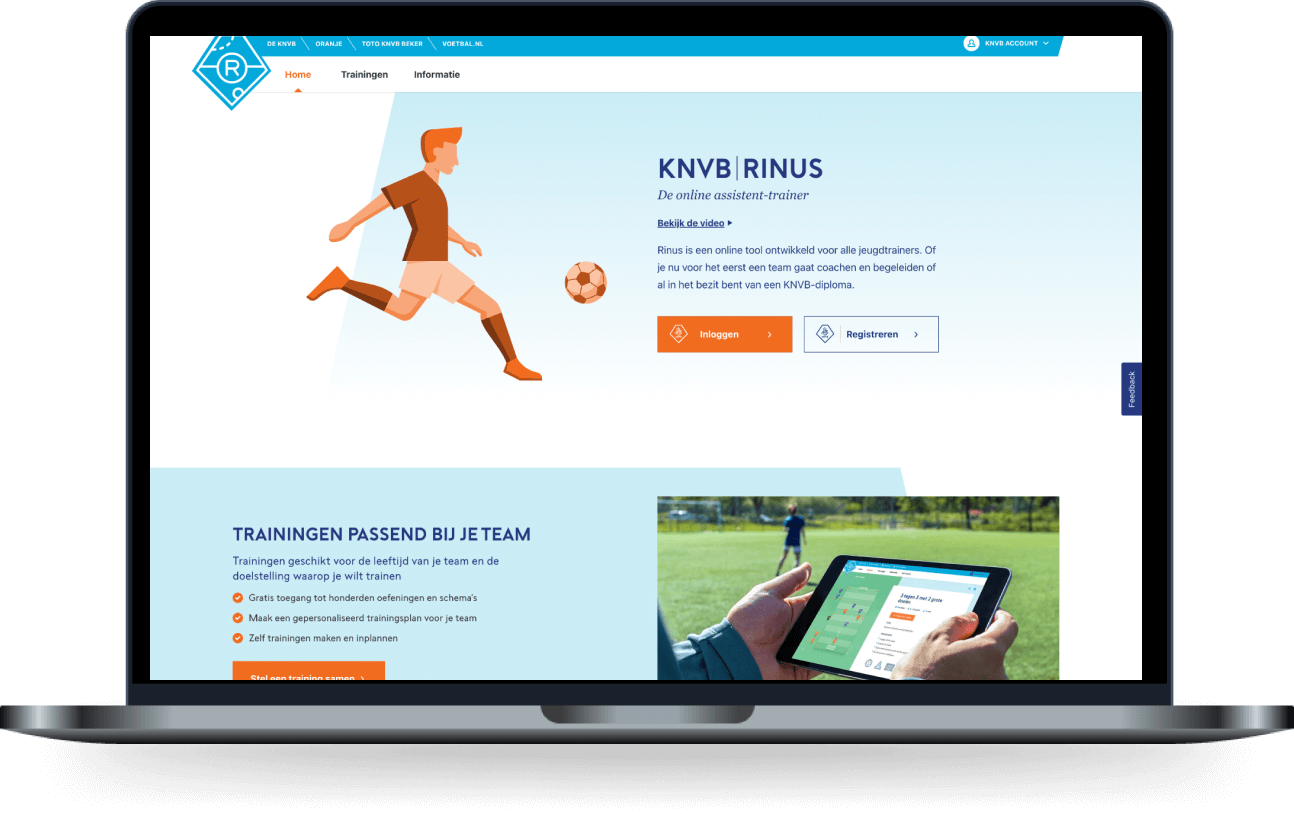 DE KNVB
ORANJE
TOTO KNVB BEKER
VOETBAL.NL
KNVB ACCOUNT
R
Home
Trainingen
Informatie
KNVB RINUS
De online assistent-trainer
Bekijk de video
Rinus is een online tool ontwikkeld voor alle jeugdtrainers. Of
je nu voor het eerst een team gaat coachen en begeleiden of
al in het bezit bent van een KNVB-diploma.
Inloggen
Registreren
Feedback
TRAININGEN PASSEND BIJ JE TEAM
Trainingen geschikt voor de leeftijd van je team en de
doelstelling waarop je wilt trainen
Gratis toegang tot honderden oefeningen en schema's
Maak een gepersonaliseerd trainingsplan voor je team
Zelf trainingen maken en inplannen
Stel een training samen
3 tegen 3 met 2 grote
doelen